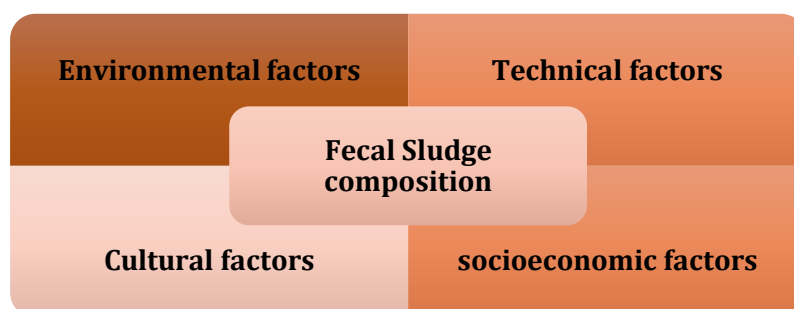 Environmental factors
Technical factors
Fecal Sludge
composition
Cultural factors
socioeconomic factors